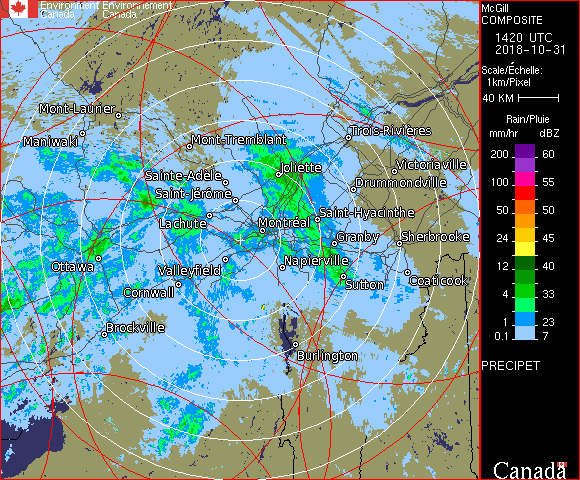 Environment Environnement
Canada Canada
McGill
COMPOSITE
1420 UTC
2018-10-31
Scale/Échelle:
1km/Pixel
40 KM
Rain/Pluie
mm/hr dBZ
200 60
100 55
50 50
24 45
12 40
4 33
1 23
0.1 7
PRECIPET
Canada
Mont-Laurier
Maniwaki
Mont-Tremblant
Trois-Rivières
Joliette
Victoriaville
Sainte-Adèle
Drummondville
Saint-Jérôme
Saint-Hyacinthe
Lachute
Montréal
Granby
Sherbrooke
Ottawa
Valleyfield
Napierville
Coaticook
Sutton
Cornwall
Brockville
Burlington